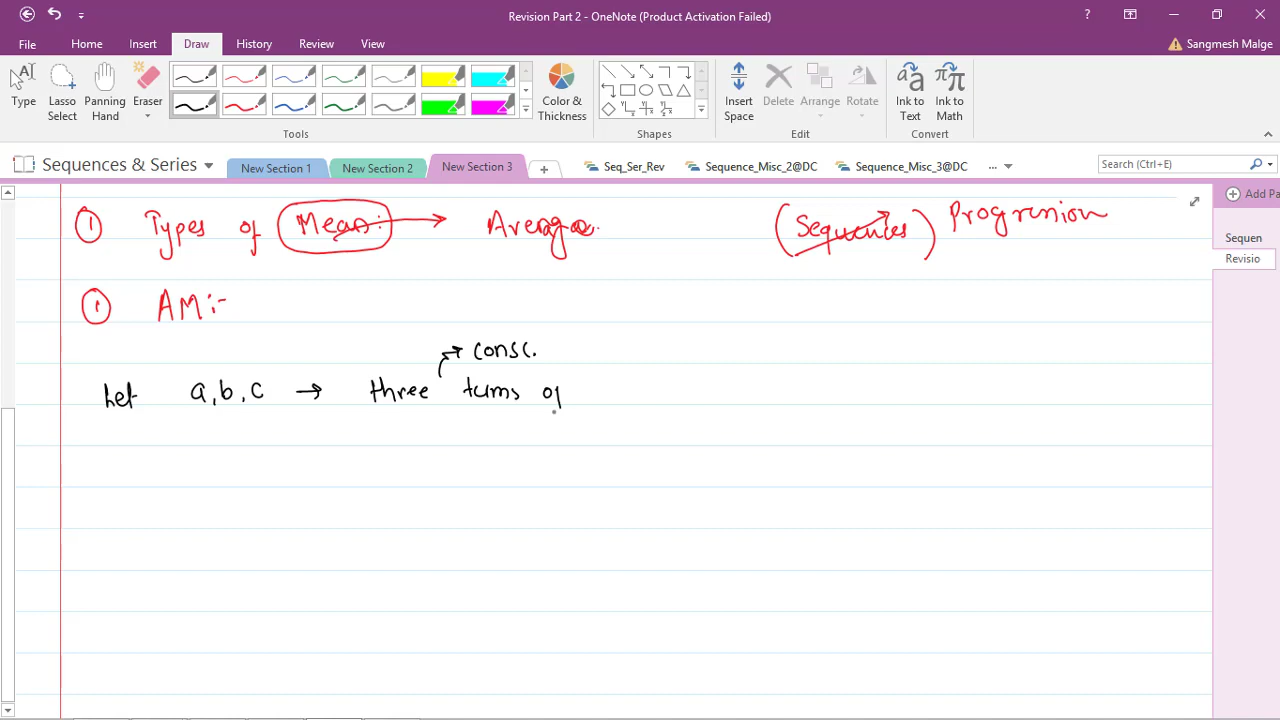 Revision Part 2 - OneNote (Product Activation Failed)
File Home Insert Draw History Review View Sangmesh Malge
Type Lasso Select Panning Hand Eraser Color & Thickness Insert Space Delete Arrange Rotate Ink to Text Ink to Math
Tools Shapes Edit Convert
Sequences & Series New Section 1 New Section 2 New Section 3 + Seq_Ser_Rev Sequence_Misc_2@DC Sequence_Misc_3@DC ... Search (Ctrl+E)
Add Pa
Sequen
Revisio
① Types of Mean: → Average. (Sequences) Progression
① AM :-
→ consc.
Let a, b, c → three terms of